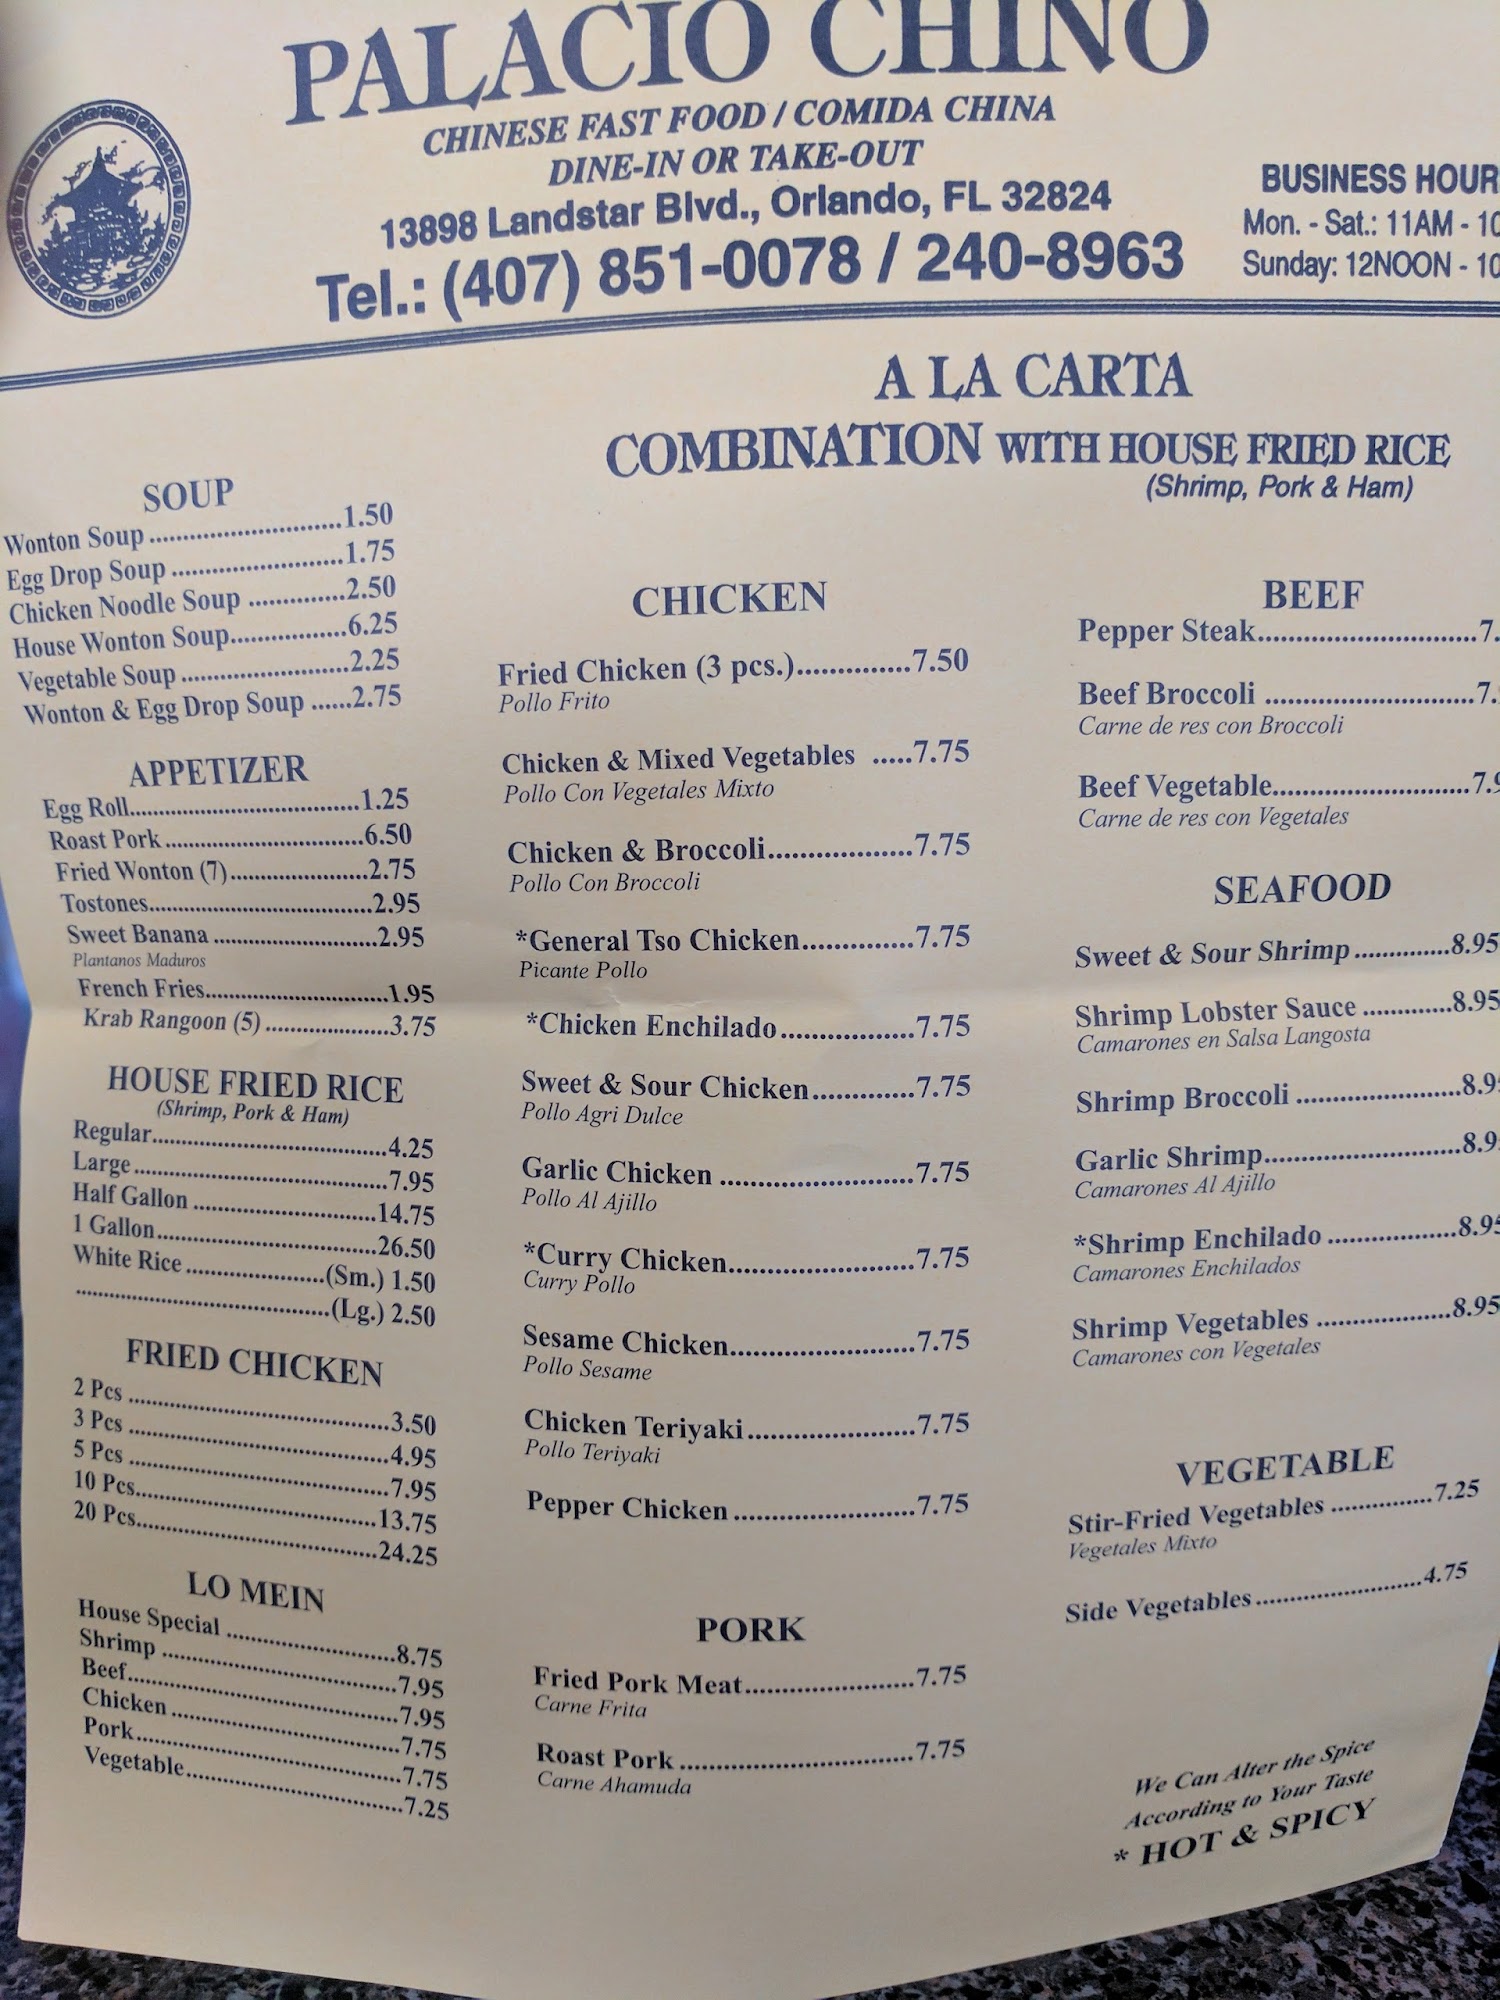 PALACIO CHINO
CHINESE FAST FOOD / COMIDA CHINA
DINE-IN OR TAKE-OUT
13898 Landstar Blvd., Orlando, FL 32824
Tel.: (407) 851-0078 / 240-8963
BUSINESS HOUR
Mon. - Sat.: 11AM - 10
Sunday: 12NOON - 10
A LA CARTA
COMBINATION WITH HOUSE FRIED RICE
(Shrimp, Pork & Ham)
SOUP
Wonton Soup ............................1.50
Egg Drop Soup .........................1.75
Chicken Noodle Soup ..............2.50
House Wonton Soup.................6.25
Vegetable Soup ........................2.25
Wonton & Egg Drop Soup ......2.75
APPETIZER
Egg Roll...................................1.25
Roast Pork ..............................6.50
Fried Wonton (7).....................2.75
Tostones..................................2.95
Sweet Banana .........................2.95
Plantanos Maduros
French Fries............................1.95
Krab Rangoon (5) ...................3.75
HOUSE FRIED RICE
(Shrimp, Pork & Ham)
Regular...................................4.25
Large ......................................7.95
Half Gallon ............................14.75
1 Gallon..................................26.50
White Rice .....................(Sm.) 1.50
......................................(Lg.) 2.50
FRIED CHICKEN
2 Pcs .......................................3.50
3 Pcs .......................................4.95
5 Pcs .......................................7.95
10 Pcs.....................................13.75
20 Pcs.....................................24.25
LO MEIN
House Special .........................8.75
Shrimp ...................................7.95
Beef.........................................7.95
Chicken ..................................7.75
Pork........................................7.75
Vegetable................................7.25
CHICKEN
Fried Chicken (3 pcs.)..............7.50
Pollo Frito
Chicken & Mixed Vegetables .....7.75
Pollo Con Vegetales Mixto
Chicken & Broccoli...................7.75
Pollo Con Broccoli
*General Tso Chicken...............7.75
Picante Pollo
*Chicken Enchilado..................7.75
Sweet & Sour Chicken..............7.75
Pollo Agri Dulce
Garlic Chicken .........................7.75
Pollo Al Ajillo
*Curry Chicken........................7.75
Curry Pollo
Sesame Chicken........................7.75
Pollo Sesame
Chicken Teriyaki......................7.75
Pollo Teriyaki
Pepper Chicken ........................7.75
PORK
Fried Pork Meat.......................7.75
Carne Frita
Roast Pork ...............................7.75
Carne Ahamuda
BEEF
Pepper Steak.............................7.
Beef Broccoli ............................7.
Carne de res con Broccoli
Beef Vegetable..........................7.9
Carne de res con Vegetales
SEAFOOD
Sweet & Sour Shrimp .............8.95
Shrimp Lobster Sauce ............8.95
Camarones en Salsa Langosta
Shrimp Broccoli ......................8.9
Garlic Shrimp..........................8.9
Camarones Al Ajillo
*Shrimp Enchilado .................8.95
Camarones Enchilados
Shrimp Vegetables ..................8.95
Camarones con Vegetales
VEGETABLE
Stir-Fried Vegetables ..............7.25
Vegetales Mixto
Side Vegetables.......................4.75
We Can Alter the Spice
According to Your Taste
* HOT & SPICY